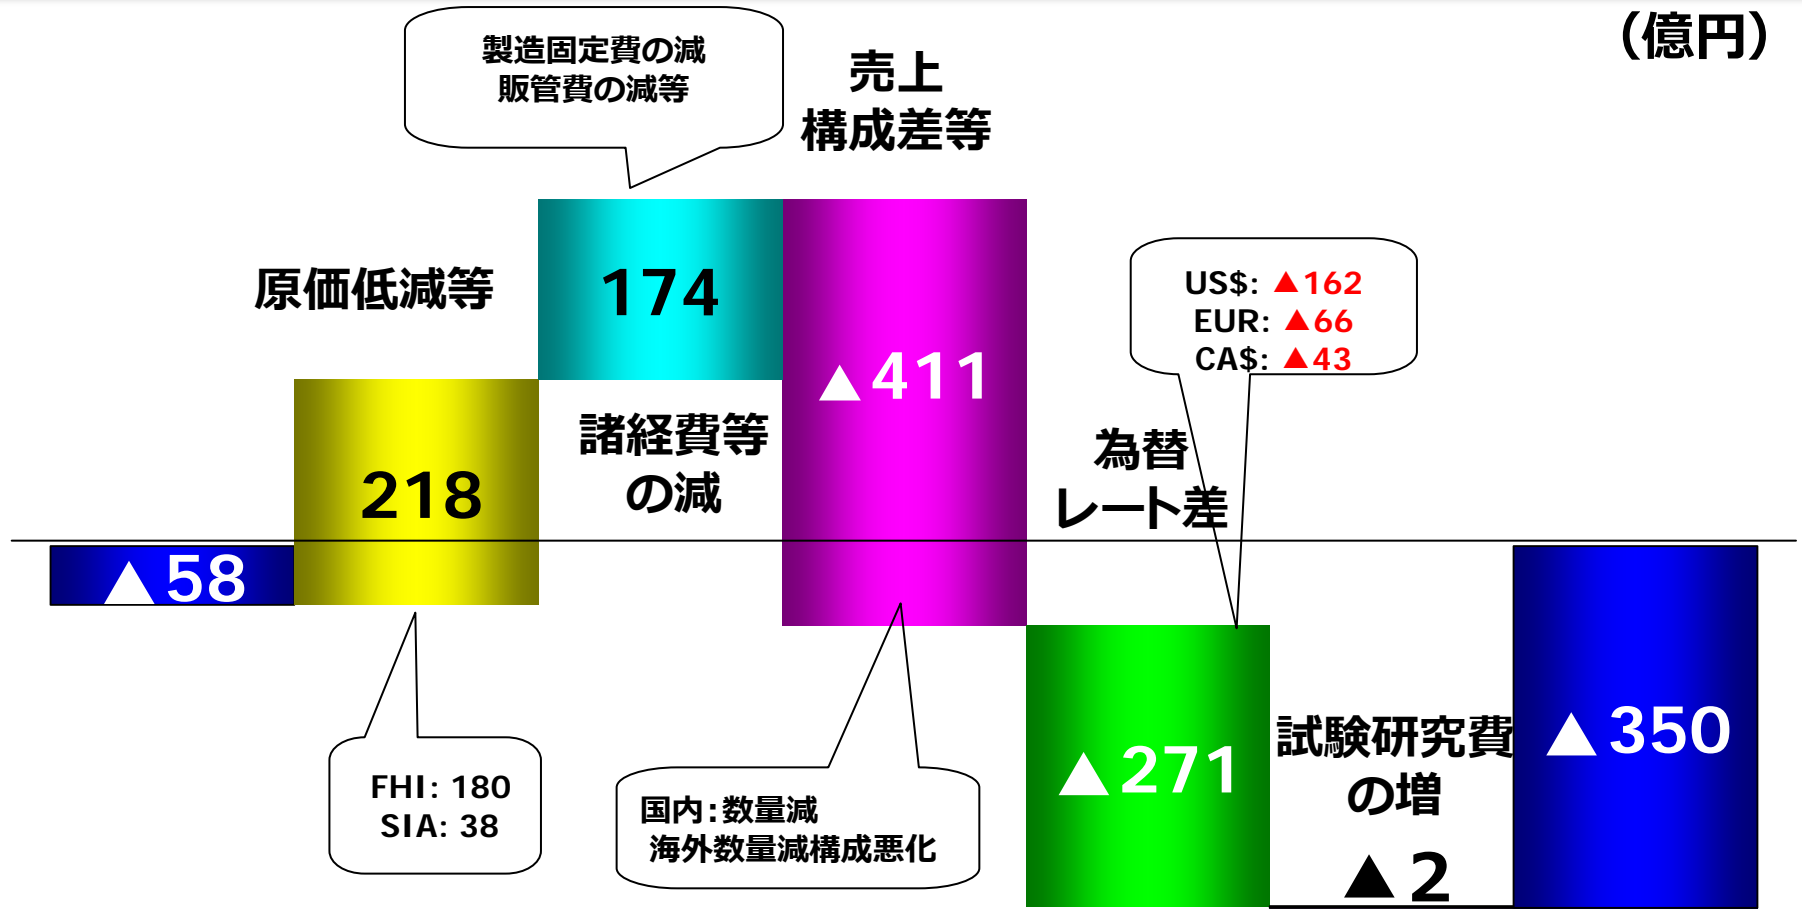 (億円)
製造固定費の減
販管費の減等
売上
構成差等
原価低減等
174
▲411
US$: ▲162
EUR: ▲66
CA$: ▲43
218
諸経費等
の減
為替
レート差
▲58
FHI: 180
SIA: 38
国内:数量減
海外数量減構成悪化
▲271
試験研究費
の増
▲2
▲350